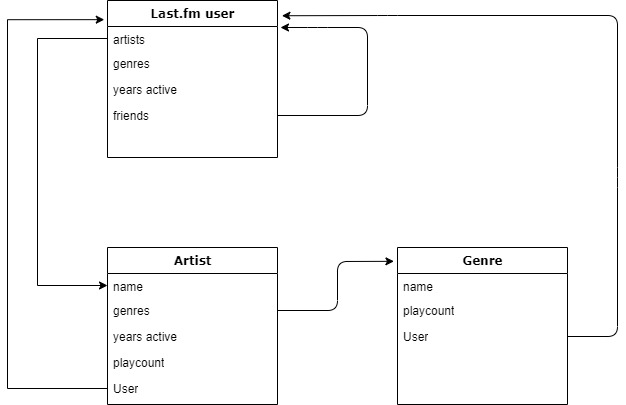 Last.fm user
artists
genres
years active
friends
Artist
name
genres
years active
playcount
User
Genre
name
playcount
User